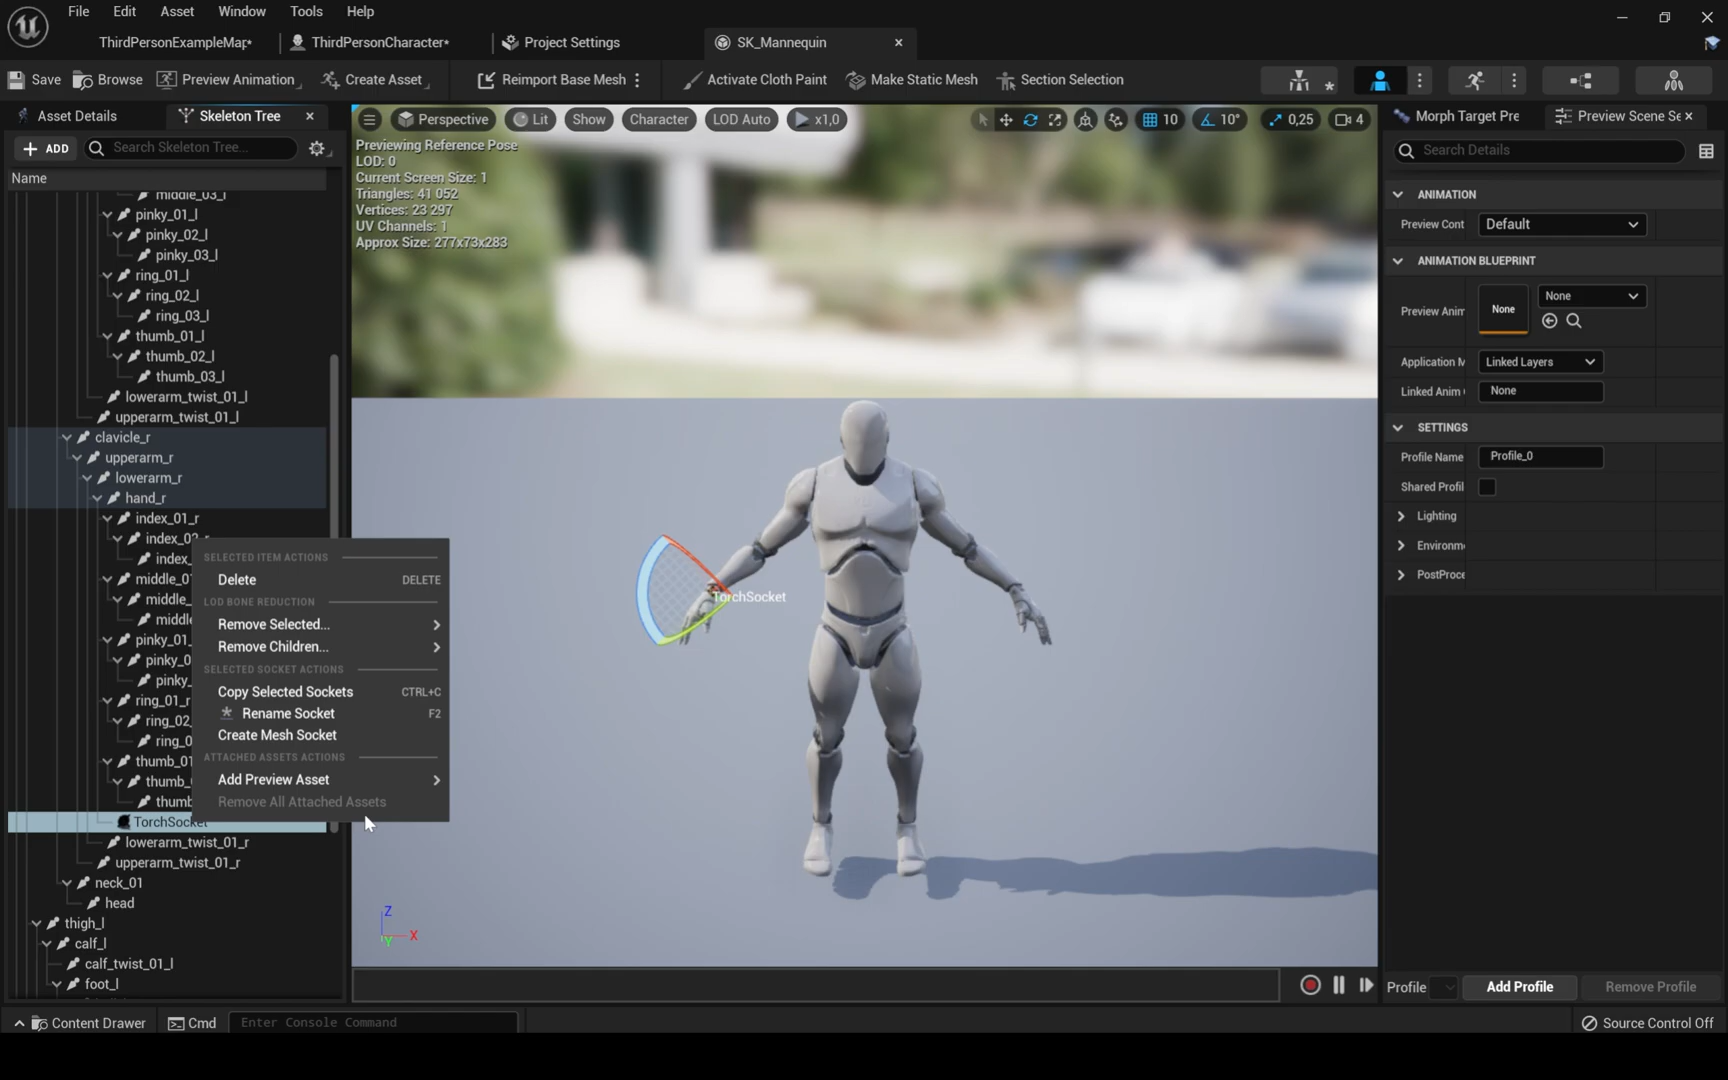 File Edit Asset Window Tools Help
ThirdPersonExampleMap* ThirdPersonCharacter* Project Settings SK_Mannequin
Save Browse Preview Animation Create Asset Reimport Base Mesh Activate Cloth Paint Make Static Mesh Section Selection
Asset Details Skeleton Tree
Perspective Lit Show Character LOD Auto x1,0 10 10° 0,25 4
Morph Target Pre Preview Scene Se
ADD Search Skeleton Tree...
Search Details
Name
middle_03_l
pinky_01_l
pinky_02_l
pinky_03_l
ring_01_l
ring_02_l
ring_03_l
thumb_01_l
thumb_02_l
thumb_03_l
lowerarm_twist_01_l
upperarm_twist_01_l
clavicle_r
upperarm_r
lowerarm_r
hand_r
index_01_r
index_02_r
index_
middle_0
middle_
middl
pinky_01_
pinky_0
pinky_
ring_01_r
ring_02_
ring_0
thumb_01
thumb_
thumb
TorchSocket
lowerarm_twist_01_r
upperarm_twist_01_r
neck_01
head
thigh_l
calf_l
calf_twist_01_l
foot_l
SELECTED ITEM ACTIONS
Delete DELETE
LOD BONE REDUCTION
Remove Selected...
Remove Children...
SELECTED SOCKET ACTIONS
Copy Selected Sockets CTRL+C
Rename Socket F2
Create Mesh Socket
ATTACHED ASSETS ACTIONS
Add Preview Asset
Remove All Attached Assets
Previewing Reference Pose
LOD: 0
Current Screen Size: 1
Triangles: 41 052
Vertices: 23 297
UV Channels: 1
Approx Size: 277x73x283
TorchSocket
Z
X
Y
ANIMATION
Preview Cont Default
ANIMATION BLUEPRINT
Preview Anim None None
Application M Linked Layers
Linked Anim None
SETTINGS
Profile Name Profile_0
Shared Profil
Lighting
Environm
PostProce
Profile Add Profile Remove Profile
Content Drawer Cmd Enter Console Command Source Control Off